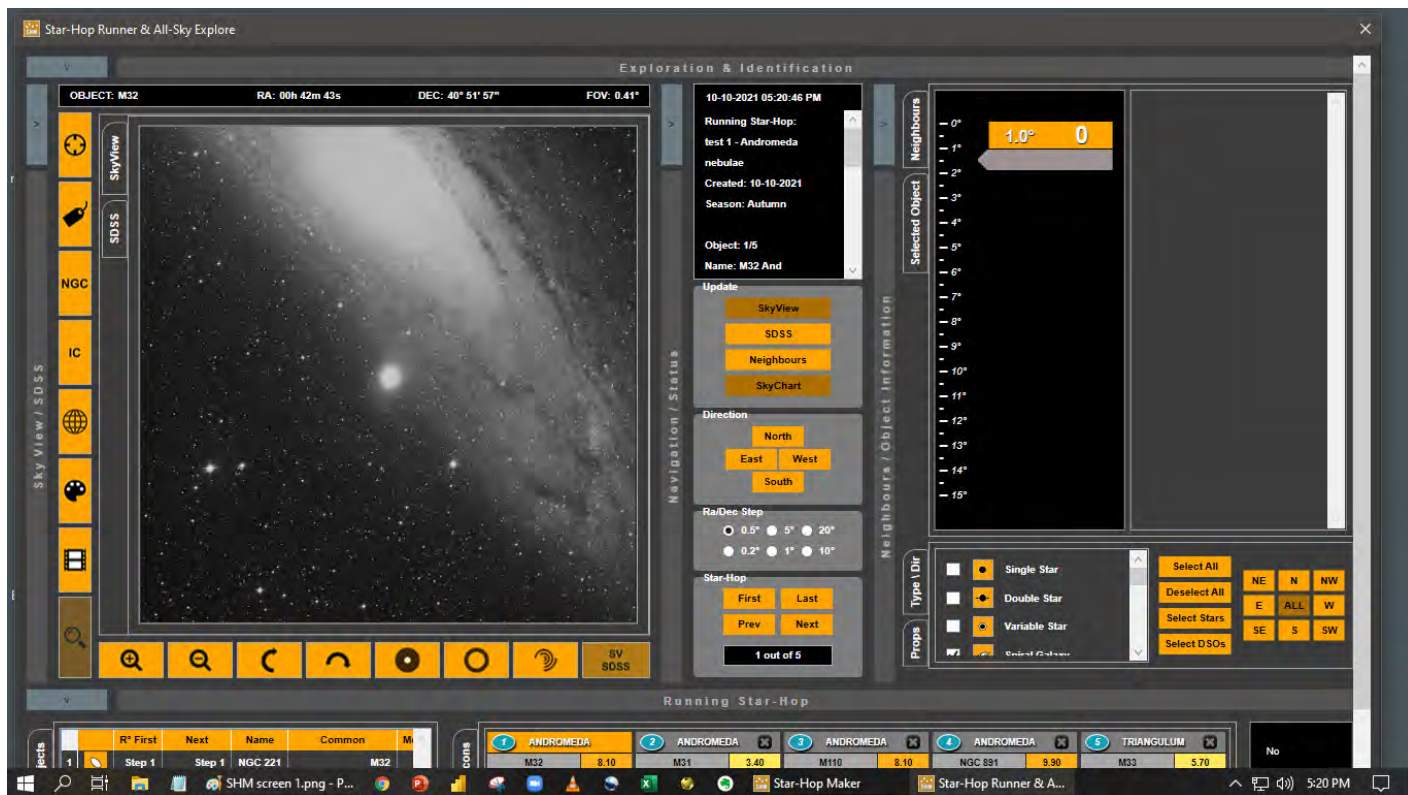 Star-Hop Runner & All-Sky Explore
Exploration & Identification
OBJECT: M32 RA: 00h 42m 43s DEC: 40° 51' 57" FOV: 0.41°
SkyView
SDSS
NGC
IC
Sky View / SDSS
SV
SDSS
10-10-2021 05:20:46 PM
Running Star-Hop:
test 1 - Andromeda
nebulae
Created: 10-10-2021
Season: Autumn
Object: 1/5
Name: M32 And
Update
SkyView
SDSS
Neighbours
SkyChart
Direction
North
East West
South
Ra/Dec Step
0.5° 5° 20°
0.2° 1° 10°
Star-Hop
First Last
Prev Next
1 out of 5
Navigation / Status
Neighbours / Object Information
Neighbours
Selected Object
0°
1°
2°
3°
4°
5°
6°
7°
8°
9°
10°
11°
12°
13°
14°
15°
1.0° 0
Type \ Dir
Props
Single Star
Double Star
Variable Star
Spiral Galaxy
Select All
Deselect All
Select Stars
Select DSOs
NE N NW
E ALL W
SE S SW
Running Star-Hop
R° First Next Name Common
1 Step 1 Step 1 NGC 221 M32
1 ANDROMEDA
M32 8.10
2 ANDROMEDA
M31 3.40
3 ANDROMEDA
M110 8.10
4 ANDROMEDA
NGC 891 9.90
5 TRIANGULUM
M33 5.70
No
SHM screen 1.png - P... Star-Hop Maker Star-Hop Runner & A... 5:20 PM